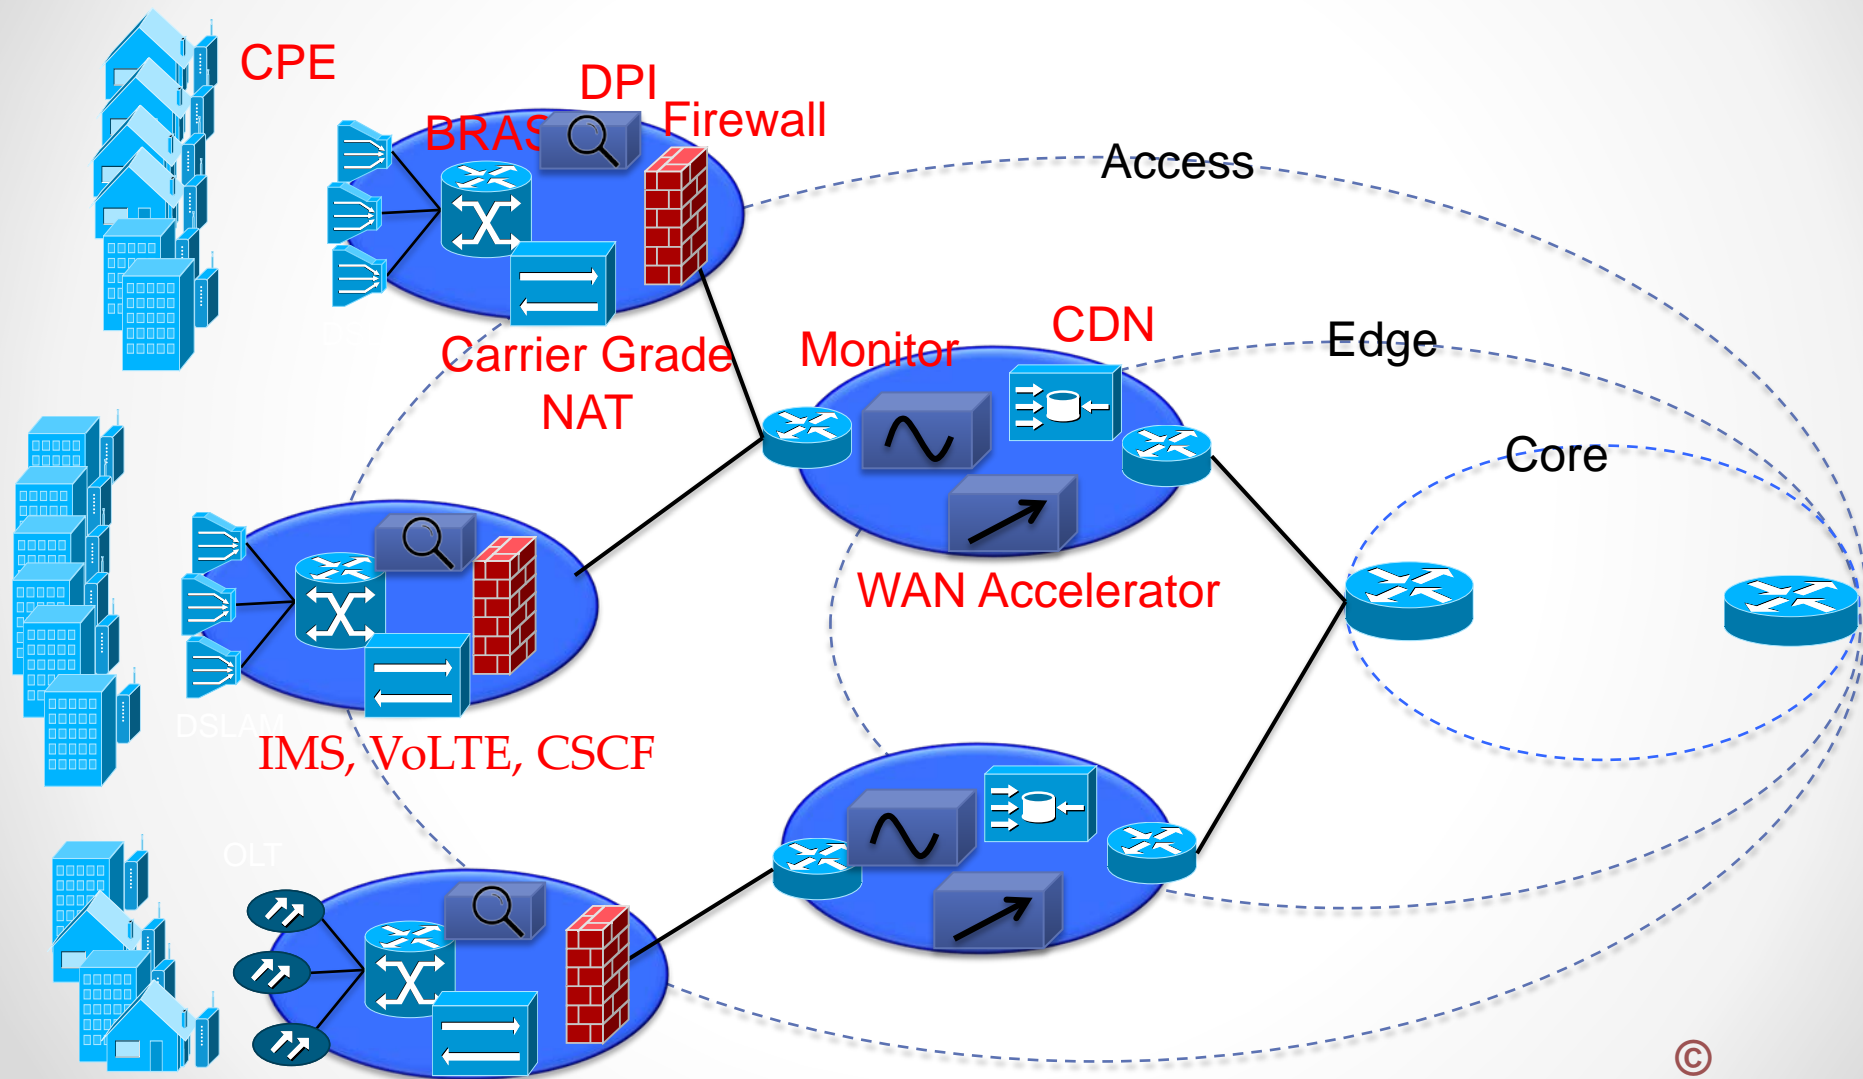 CPE
DPI
BRAS
Firewall
Access
Carrier Grade
NAT
Monitor
CDN
Edge
Core
WAN Accelerator
DSLAM
IMS, VoLTE, CSCF
OLT
©